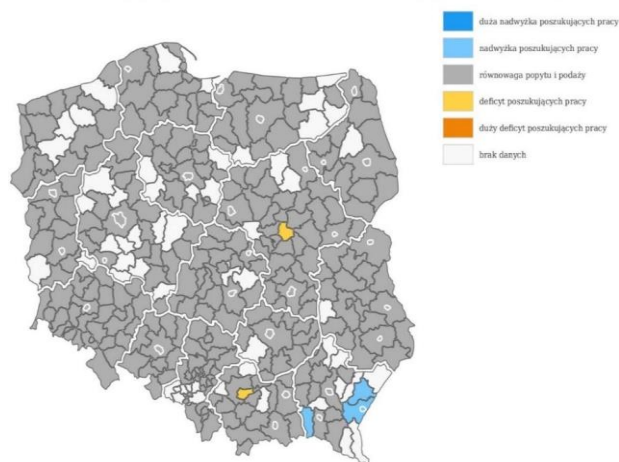 duża nadwyżka poszukujących pracy
nadwyżka poszukujących pracy
równowaga popytu i podaży
deficyt poszukujących pracy
duży deficyt poszukujących pracy
brak danych